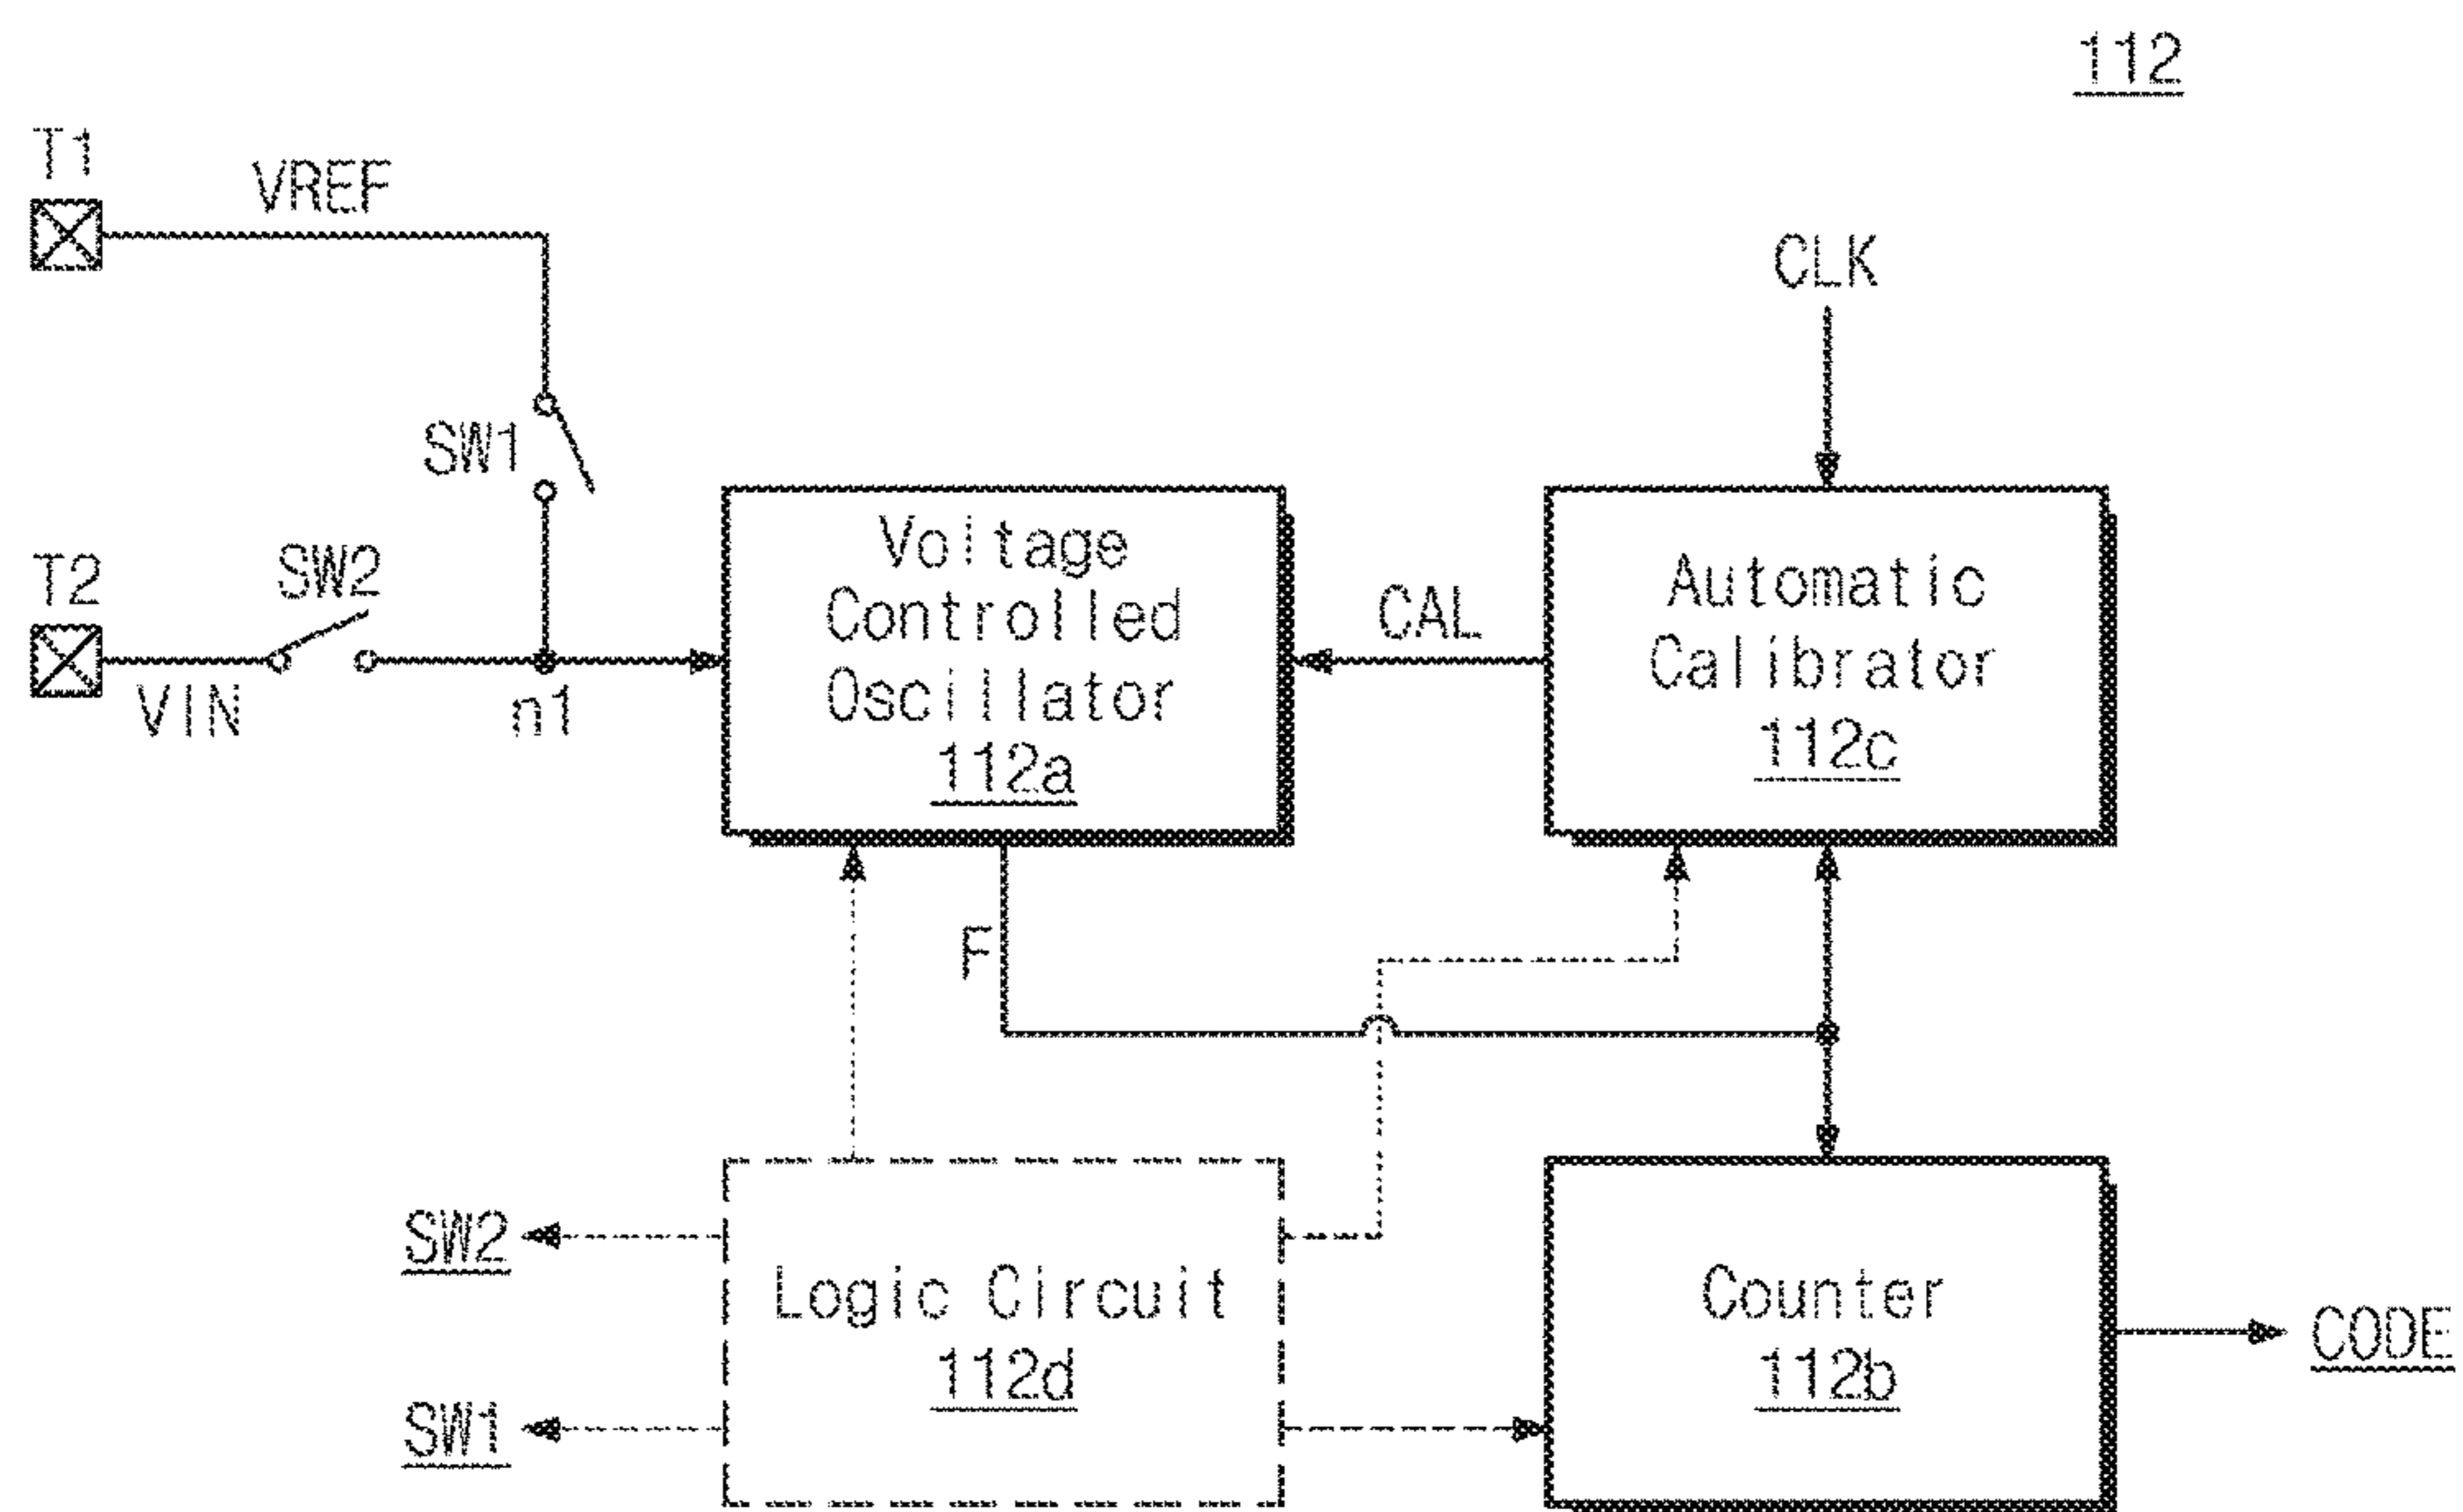 112
T1
VREF
CLK
SW1
T2
SW2
VIN
n1
Voltage
Controlled
Oscillator
112a
CAL
Automatic
Calibrator
112c
F
SW2
SW1
Logic Circuit
112d
Counter
112b
CODE